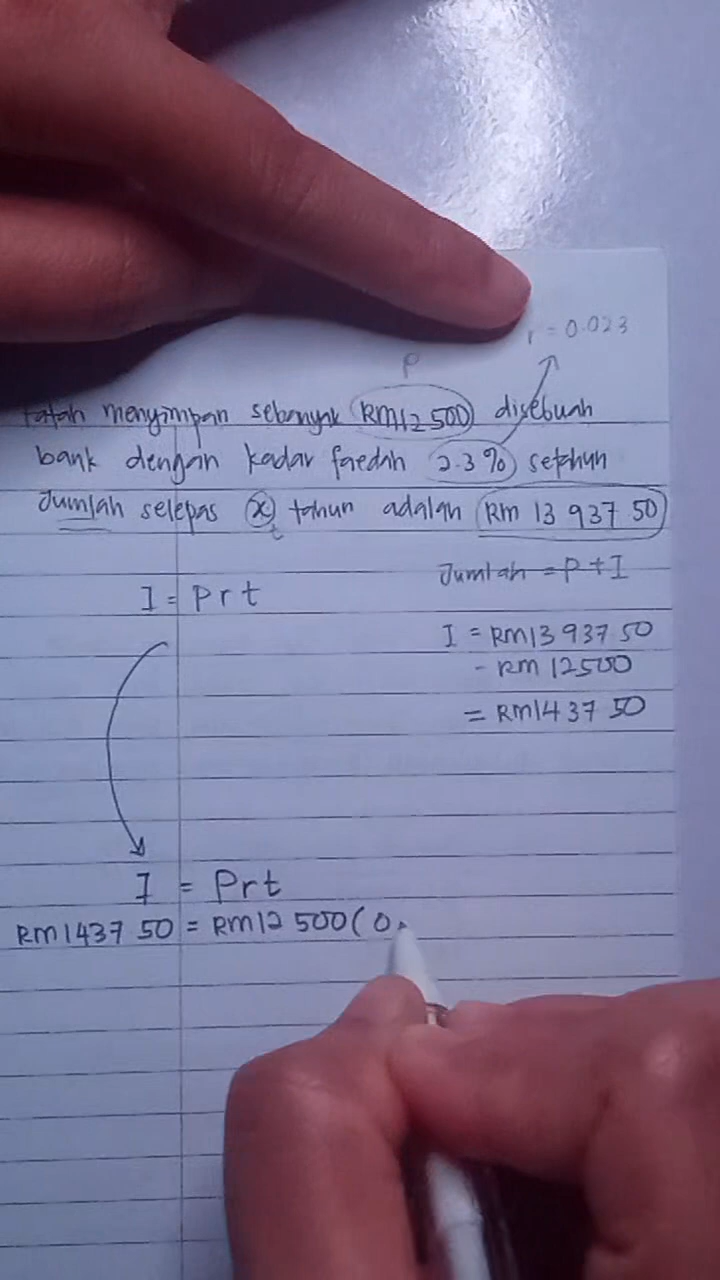 r = 0.023
P
Fatah menyimpan sebanyak RM12 500 disebuah
bank dengan kadar faedah 2.3% setahun
Jumlah selepas x tahun adalah RM 13 937 50
t
I = Prt
Jumlah = P + I
I = RM13 937 50
- RM 12500
= RM1437 50
I = Prt
RM1437 50 = RM12 500 ( 0.